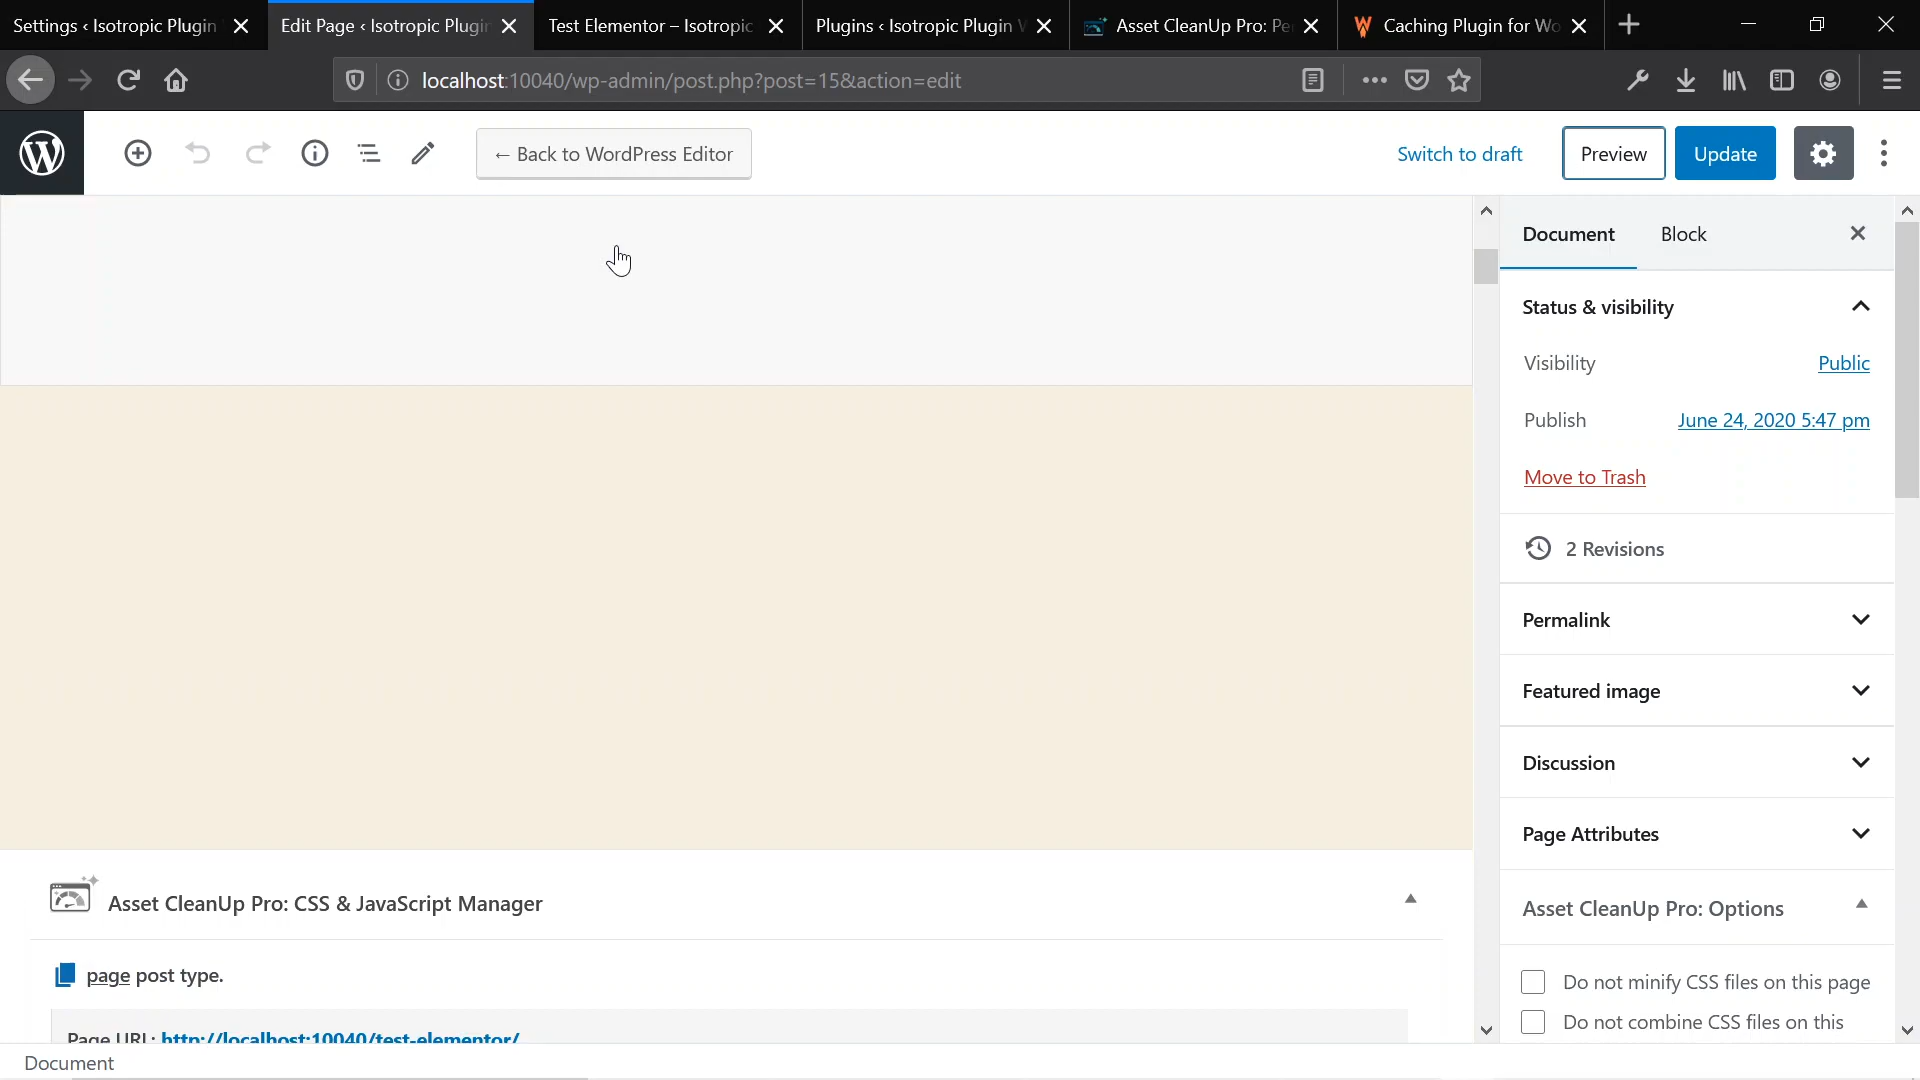 Settings ‹ Isotropic Plugin
Edit Page ‹ Isotropic Plugin
Test Elementor – Isotropic
Plugins ‹ Isotropic Plugin
Asset CleanUp Pro: Pe
Caching Plugin for Wo
localhost:10040/wp-admin/post.php?post=15&action=edit
← Back to WordPress Editor
Switch to draft
Preview
Update
Document
Block
Status & visibility
Visibility
Public
Publish
June 24, 2020 5:47 pm
Move to Trash
2 Revisions
Permalink
Featured image
Discussion
Page Attributes
Asset CleanUp Pro: Options
Do not minify CSS files on this page
Do not combine CSS files on this
Asset CleanUp Pro: CSS & JavaScript Manager
page post type.
Page URL: http://localhost:10040/test-elementor/
Document